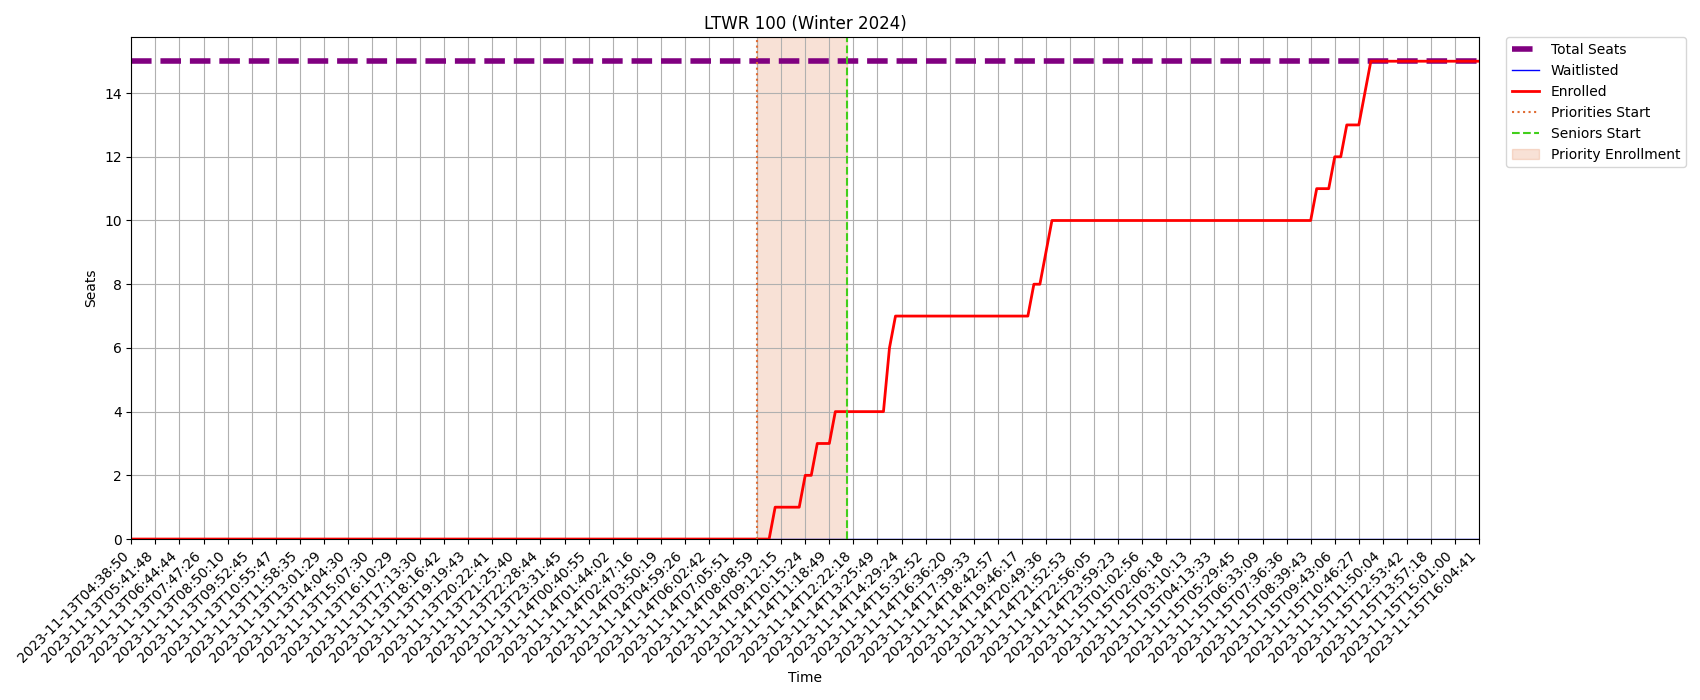 LTWR 100 (Winter 2024)
Total Seats
Waitlisted
Enrolled
Priorities Start
Seniors Start
Priority Enrollment
Seats
14
12
10
8
6
4
2
0
2023-11-13T04:38:50
2023-11-13T05:41:48
2023-11-13T06:44:44
2023-11-13T07:47:26
2023-11-13T08:50:10
2023-11-13T09:52:45
2023-11-13T10:55:47
2023-11-13T11:58:35
2023-11-13T13:01:29
2023-11-13T14:04:30
2023-11-13T15:07:30
2023-11-13T16:10:29
2023-11-13T17:13:30
2023-11-13T18:16:42
2023-11-13T19:19:43
2023-11-13T20:22:41
2023-11-13T21:25:40
2023-11-13T22:28:44
2023-11-13T23:31:45
2023-11-14T00:40:55
2023-11-14T01:44:02
2023-11-14T02:47:16
2023-11-14T03:50:19
2023-11-14T04:59:26
2023-11-14T06:02:42
2023-11-14T07:05:51
2023-11-14T08:08:59
2023-11-14T09:12:15
2023-11-14T10:15:24
2023-11-14T11:18:49
2023-11-14T12:22:18
2023-11-14T13:25:49
2023-11-14T14:29:24
2023-11-14T15:32:52
2023-11-14T16:36:20
2023-11-14T17:39:33
2023-11-14T18:42:57
2023-11-14T19:46:17
2023-11-14T20:49:36
2023-11-14T21:52:53
2023-11-14T22:56:05
2023-11-14T23:59:23
2023-11-15T01:02:56
2023-11-15T02:06:18
2023-11-15T03:10:13
2023-11-15T04:13:33
2023-11-15T05:29:45
2023-11-15T06:33:09
2023-11-15T07:36:36
2023-11-15T08:39:43
2023-11-15T09:43:06
2023-11-15T10:46:27
2023-11-15T11:50:04
2023-11-15T12:53:42
2023-11-15T13:57:18
2023-11-15T15:01:00
2023-11-15T16:04:41
Time